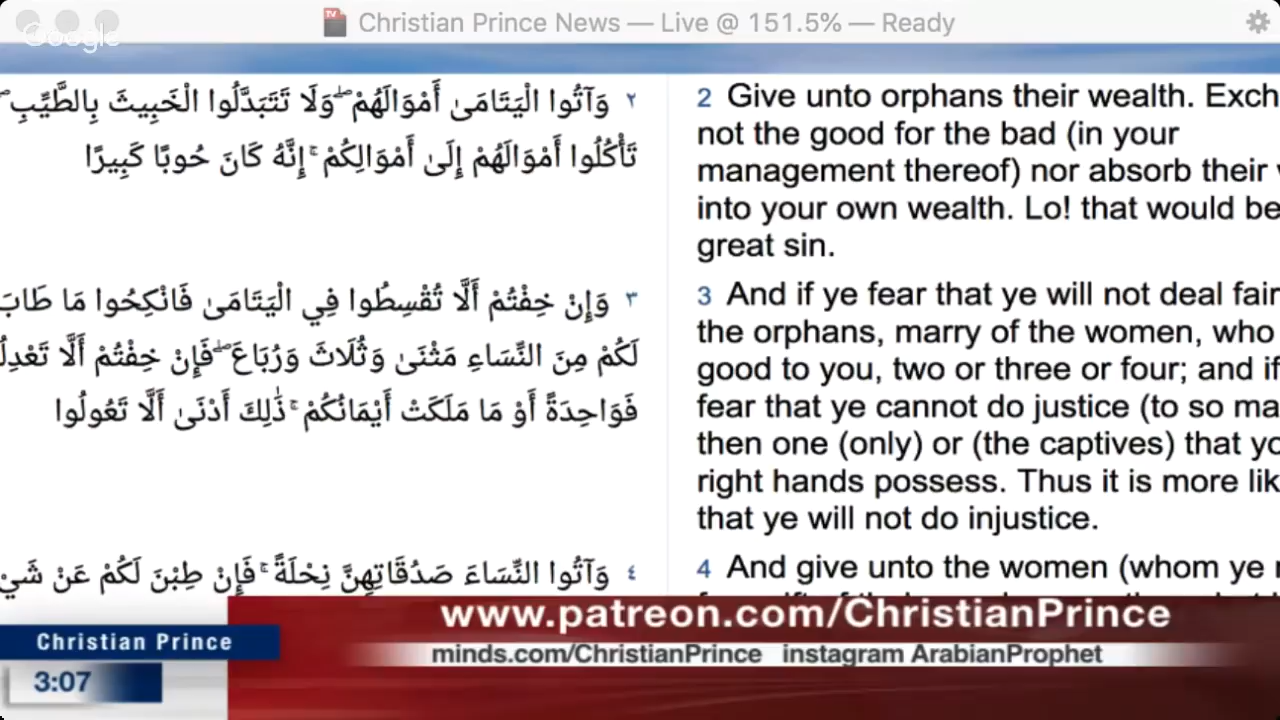 Christian Prince News — Live @ 151.5% — Ready
Google
٢ وَآتُوا الْيَتَامَىٰ أَمْوَالَهُمْ ۖ وَلَا تَتَبَدَّلُوا الْخَبِيثَ بِالطَّيِّبِ ۖ
تَأْكُلُوا أَمْوَالَهُمْ إِلَىٰ أَمْوَالِكُمْ ۚ إِنَّهُ كَانَ حُوبًا كَبِيرًا
٣ وَإِنْ خِفْتُمْ أَلَّا تُقْسِطُوا فِي الْيَتَامَىٰ فَانْكِحُوا مَا طَابَ
لَكُمْ مِنَ النِّسَاءِ مَثْنَىٰ وَثُلَاثَ وَرُبَاعَ ۖ فَإِنْ خِفْتُمْ أَلَّا
فَوَاحِدَةً أَوْ مَا مَلَكَتْ أَيْمَانُكُمْ ۚ ذَٰلِكَ أَدْنَىٰ أَلَّا تَعُولُوا
٤ وَآتُوا النِّسَاءَ صَدُقَاتِهِنَّ نِحْلَةً ۚ فَإِنْ طِبْنَ لَكُمْ عَنْ
2 Give unto orphans their wealth. Exch
not the good for the bad (in your
management thereof) nor absorb their
into your own wealth. Lo! that would be
great sin.
3 And if ye fear that ye will not deal fair
the orphans, marry of the women, who
good to you, two or three or four; and if
fear that ye cannot do justice (to so ma
then one (only) or (the captives) that yo
right hands possess. Thus it is more lik
that ye will not do injustice.
4 And give unto the women (whom ye
www.patreon.com/ChristianPrince
Christian Prince
minds.com/ChristianPrince instagram ArabianProphet
3:07